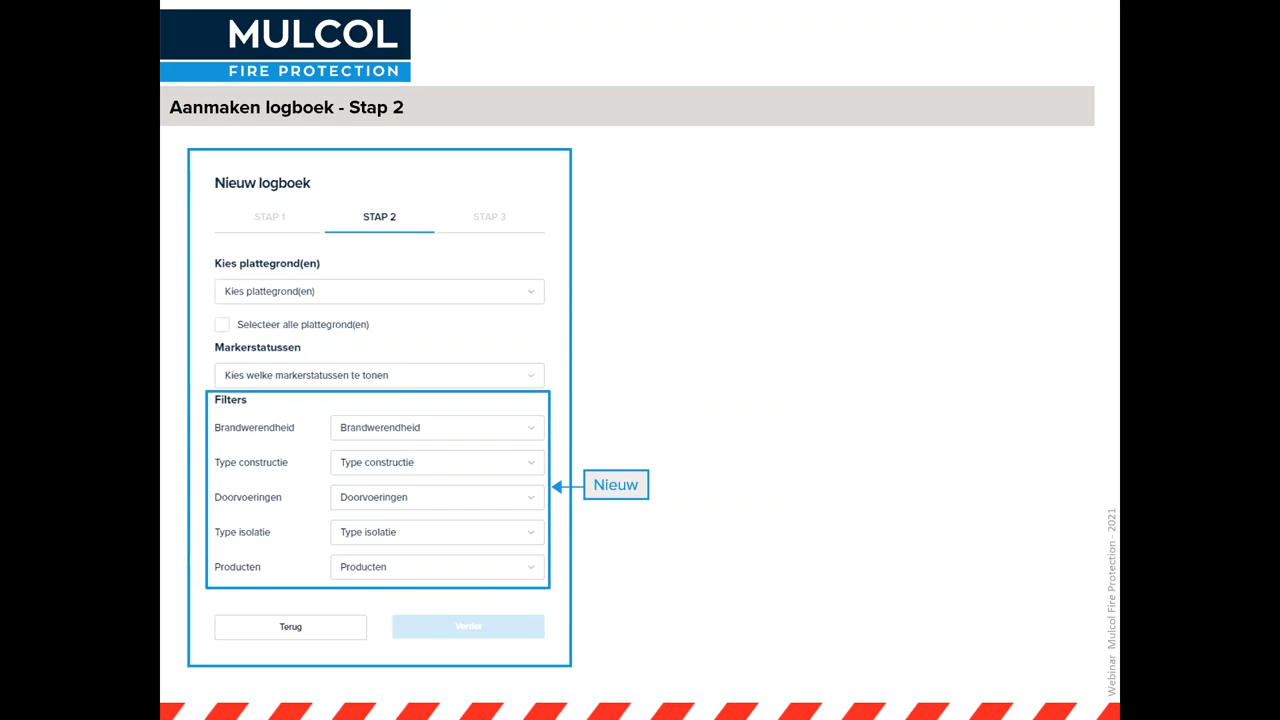 MULCOL
FIRE PROTECTION
Aanmaken logboek - Stap 2
Nieuw logboek
STAP 1
STAP 2
STAP 3
Kies plattegrond(en)
Kies plattegrond(en)
Selecteer alle plattegrond(en)
Markerstatussen
Kies welke markerstatussen te tonen
Filters
Brandwerendheid
Brandwerendheid
Type constructie
Type constructie
Doorvoeringen
Doorvoeringen
Type isolatie
Type isolatie
Producten
Producten
Nieuw
Terug
Verder
Webinar Mulcol Fire Protection - 2021